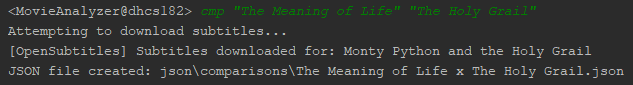 <MovieAnalyzer@dhcsl82> cmp "The Meaning of Life" "The Holy Grail"
Attempting to download subtitles...
[OpenSubtitles] Subtitles downloaded for: Monty Python and the Holy Grail
JSON file created: json\comparisons\The Meaning of Life x The Holy Grail.json